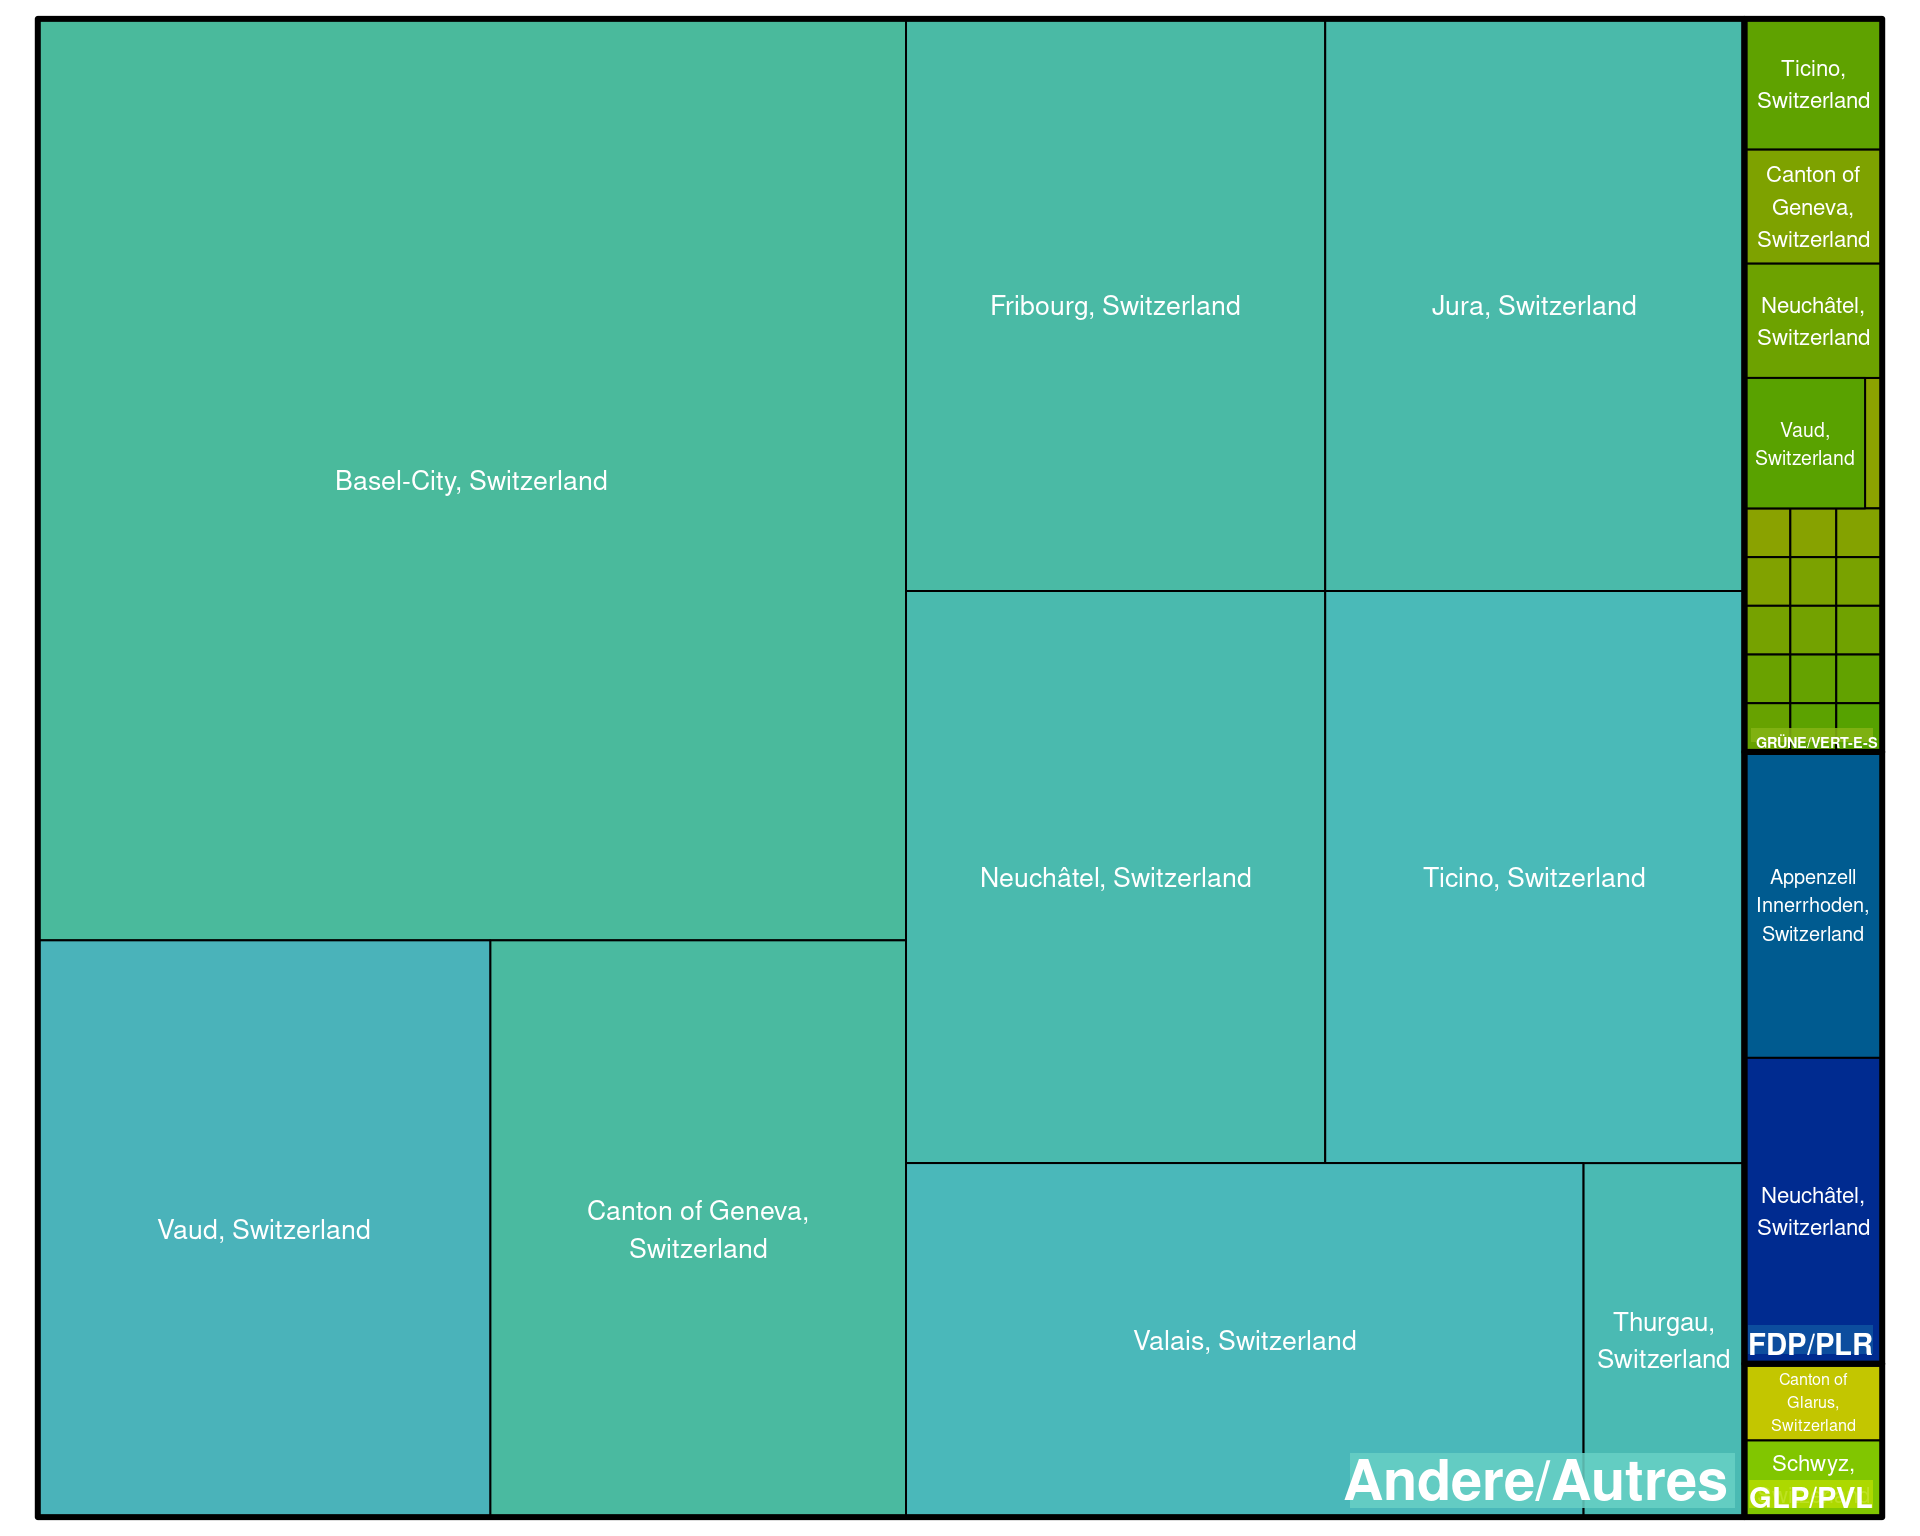 Basel-City, Switzerland
Fribourg, Switzerland
Jura, Switzerland
Neuchâtel, Switzerland
Ticino, Switzerland
Vaud, Switzerland
Canton of Geneva,
Switzerland
Valais, Switzerland
Thurgau,
Switzerland
Andere/Autres
Ticino,
Switzerland
Canton of
Geneva,
Switzerland
Neuchâtel,
Switzerland
Vaud,
Switzerland
GRÜNE/VERT-E-S
Appenzell
Innerrhoden,
Switzerland
Neuchâtel,
Switzerland
FDP/PLR
Canton of
Glarus,
Switzerland
Schwyz,
GLP/PVL